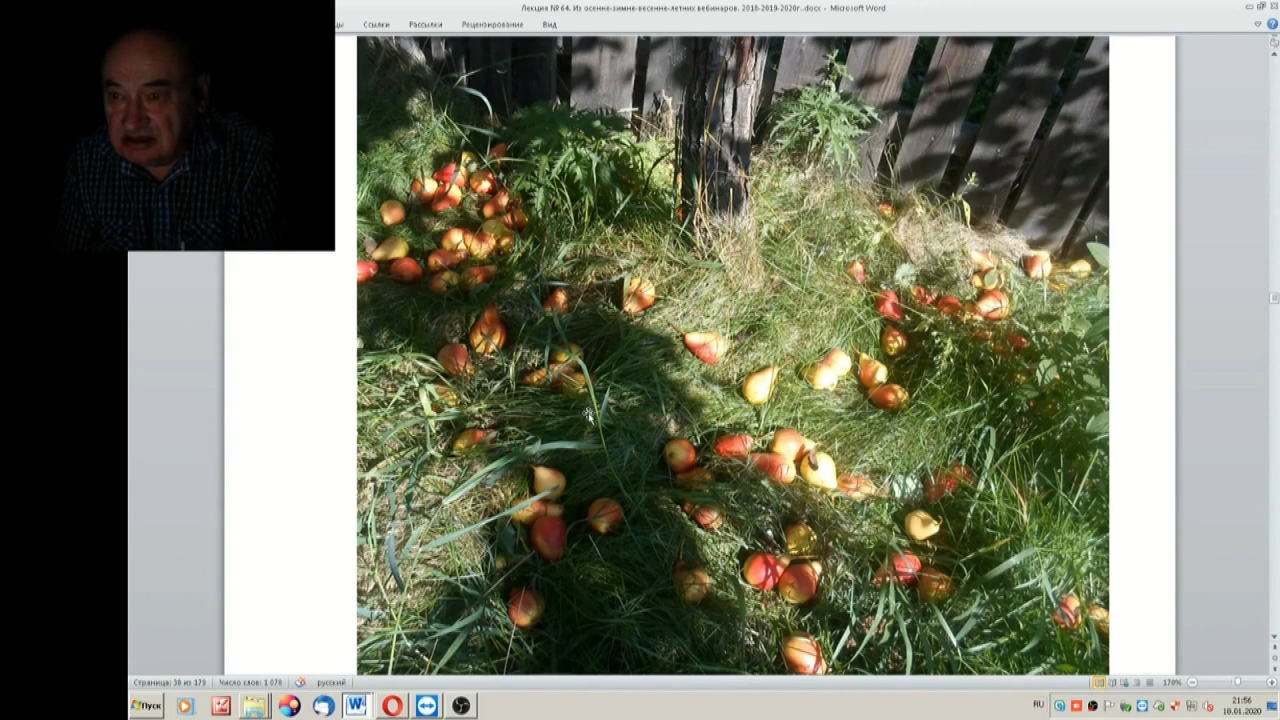 Лекция № 64. Из осенне-зимне-весенне-летних вебинаров. 2018-2019-2020г..docx - Microsoft Word
Ссылки Рассылки Рецензирование Вид
Страница: 38 из 179 Число слов: 1 078 русский 170%
Пуск RU 21:56
10.01.2020